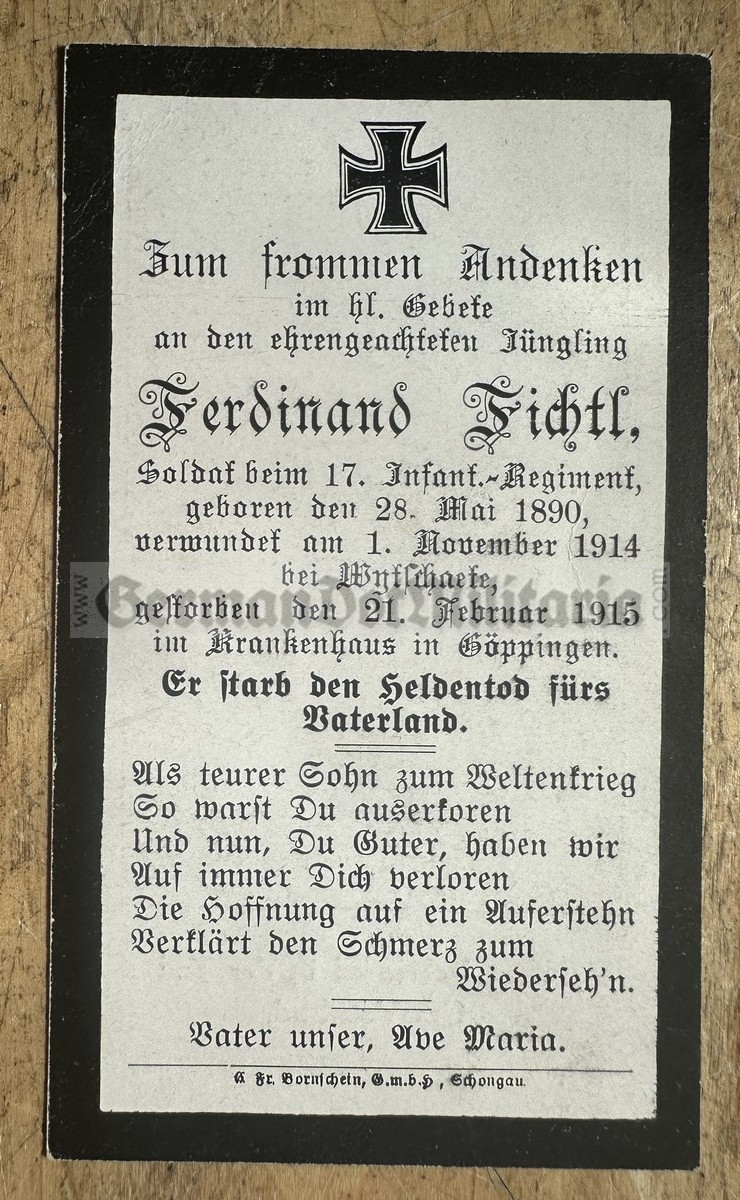 Zum frommen Andenken
im hl. Gebete
an den ehrengeachteten Jüngling
Ferdinand Fichtl,
Soldat beim 17. Infant.-Regiment,
geboren den 28. Mai 1890,
verwundet am 1. November 1914
bei Wytschaete,
www.GermanDdrMilitaria.com
gestorben den 21. Februar 1915
im Krankenhaus in Göppingen.
Er starb den Heldentod fürs
Vaterland.
Als teurer Sohn zum Weltenkrieg
So warst Du auserkoren
Und nun, Du Guter, haben wir
Auf immer Dich verloren
Die Hoffnung auf ein Auferstehn
Verklärt den Schmerz zum
Wiederseh'n.
Vater unser, Ave Maria.
Fr. Bornschein, G.m.b.H, Schongau.